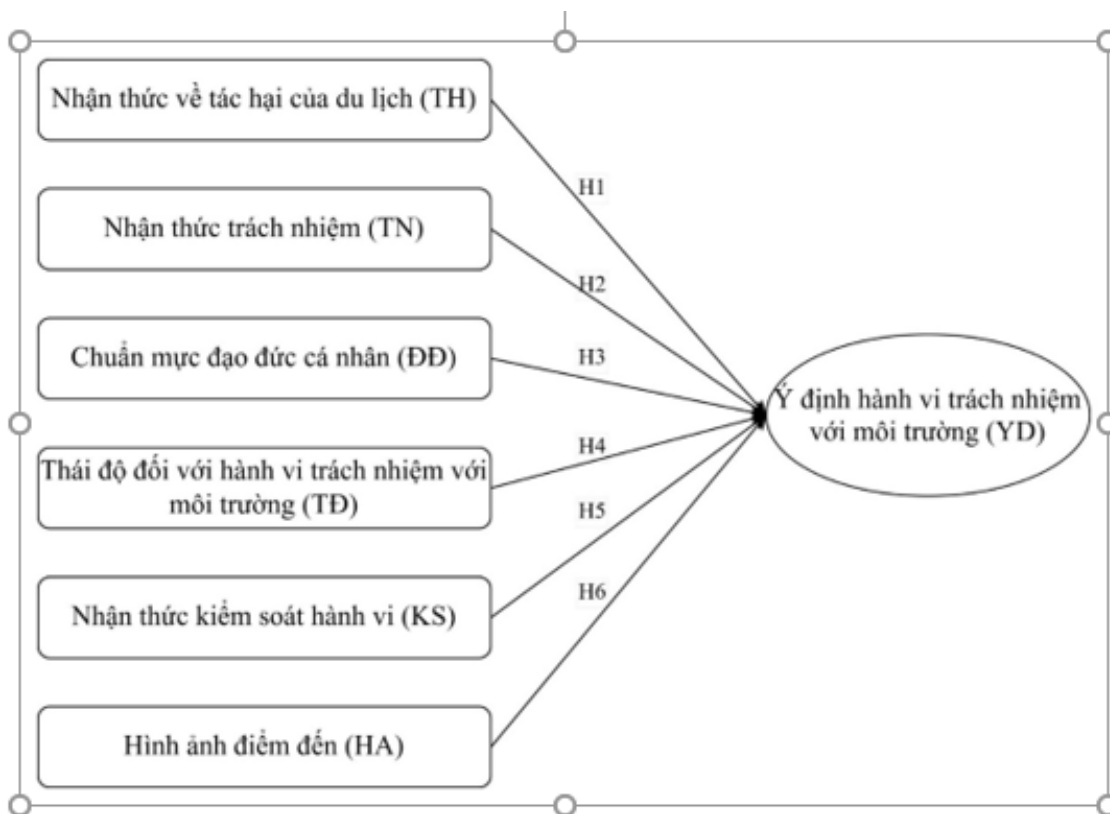 Nhận thức về tác hại của du lịch (TH)
H1
Nhận thức trách nhiệm (TN)
H2
Chuẩn mực đạo đức cá nhân (ĐĐ)
H3
Ý định hành vi trách nhiệm
với môi trường (YD)
Thái độ đối với hành vi trách nhiệm với
môi trường (TĐ)
H4
H5
Nhận thức kiểm soát hành vi (KS)
H6
Hình ảnh điểm đến (HA)